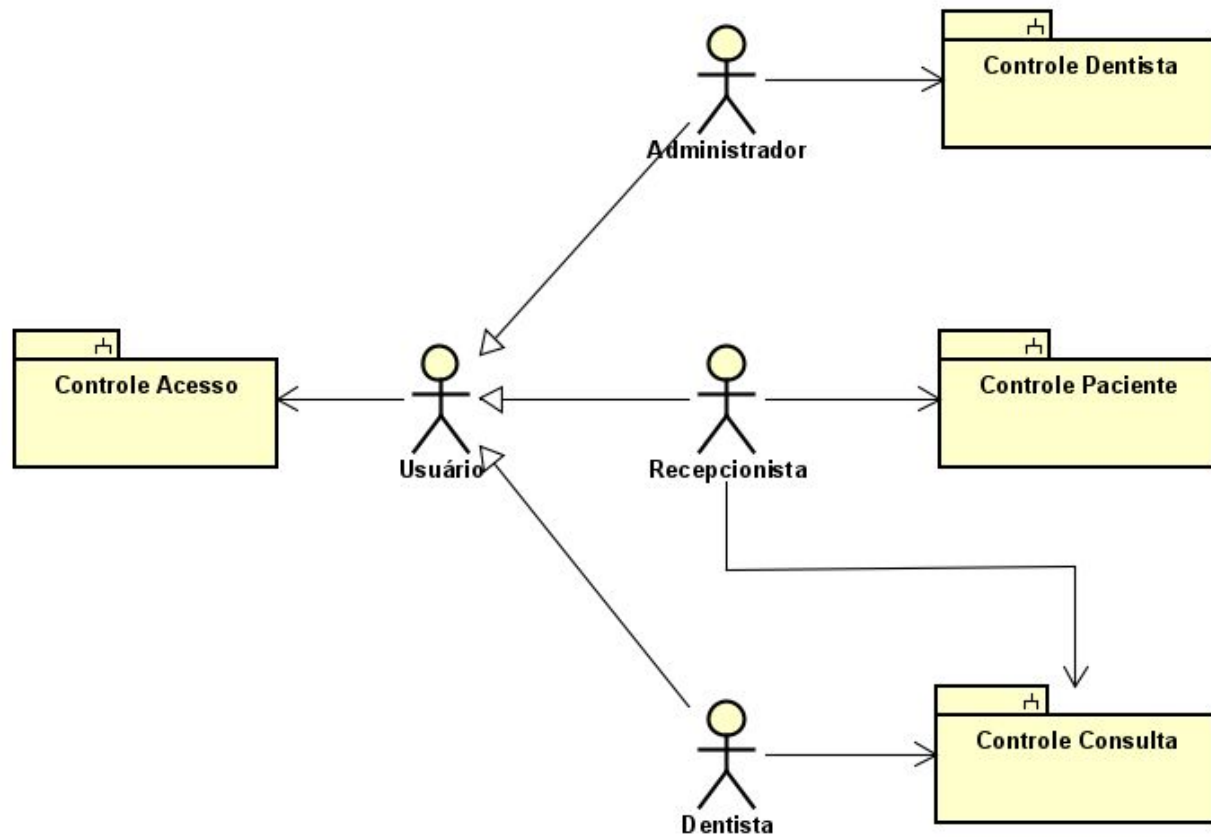 Controle Dentista
Administrador
Controle Acesso
Usuário
Recepcionista
Controle Paciente
Controle Consulta
Dentista